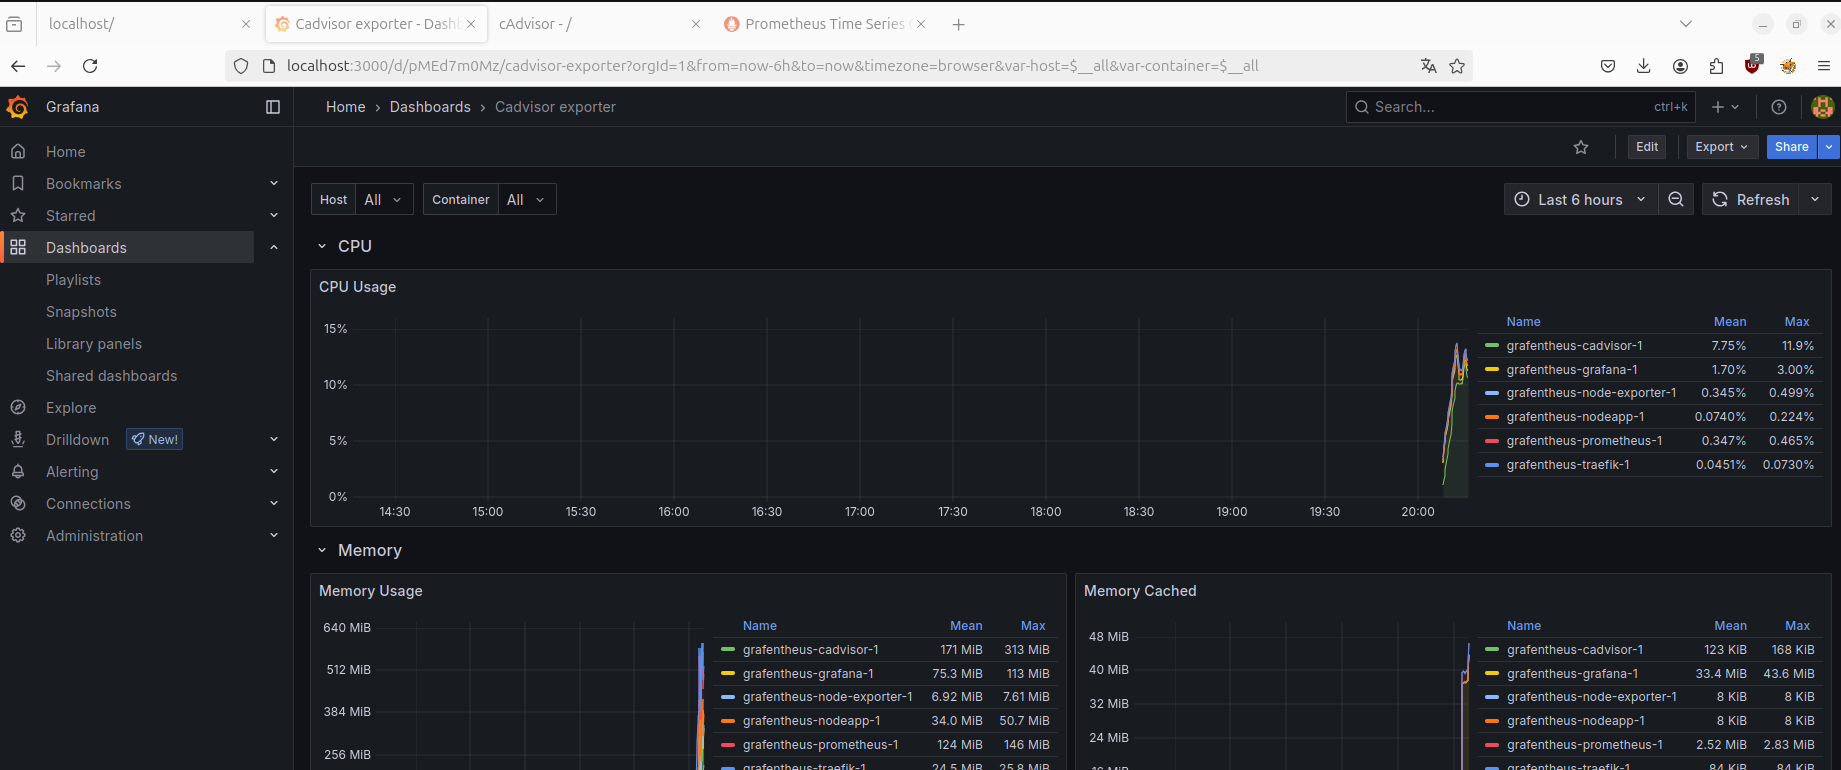 localhost/
Cadvisor exporter - Dashb
cAdvisor - /
Prometheus Time Series
localhost:3000/d/pMEd7m0Mz/cadvisor-exporter?orgId=1&from=now-6h&to=now&timezone=browser&var-host=$__all&var-container=$__all
5
Grafana
Home › Dashboards › Cadvisor exporter
Search...
ctrl+k
Edit
Export
Share
Home
Bookmarks
Starred
Dashboards
Playlists
Snapshots
Library panels
Shared dashboards
Explore
Drilldown New!
Alerting
Connections
Administration
Host All
Container All
Last 6 hours
Refresh
CPU
CPU Usage
15%
10%
5%
0%
14:30 15:00 15:30 16:00 16:30 17:00 17:30 18:00 18:30 19:00 19:30 20:00
Name Mean Max
grafentheus-cadvisor-1 7.75% 11.9%
grafentheus-grafana-1 1.70% 3.00%
grafentheus-node-exporter-1 0.345% 0.499%
grafentheus-nodeapp-1 0.0740% 0.224%
grafentheus-prometheus-1 0.347% 0.465%
grafentheus-traefik-1 0.0451% 0.0730%
Memory
Memory Usage
640 MiB
512 MiB
384 MiB
256 MiB
Name Mean Max
grafentheus-cadvisor-1 171 MiB 313 MiB
grafentheus-grafana-1 75.3 MiB 113 MiB
grafentheus-node-exporter-1 6.92 MiB 7.61 MiB
grafentheus-nodeapp-1 34.0 MiB 50.7 MiB
grafentheus-prometheus-1 124 MiB 146 MiB
grafentheus-traefik-1 24.5 MiB 25.8 MiB
Memory Cached
48 MiB
40 MiB
32 MiB
24 MiB
16 MiB
Name Mean Max
grafentheus-cadvisor-1 123 KiB 168 KiB
grafentheus-grafana-1 33.4 MiB 43.6 MiB
grafentheus-node-exporter-1 8 KiB 8 KiB
grafentheus-nodeapp-1 8 KiB 8 KiB
grafentheus-prometheus-1 2.52 MiB 2.83 MiB
grafentheus-traefik-1 84 KiB 84 KiB